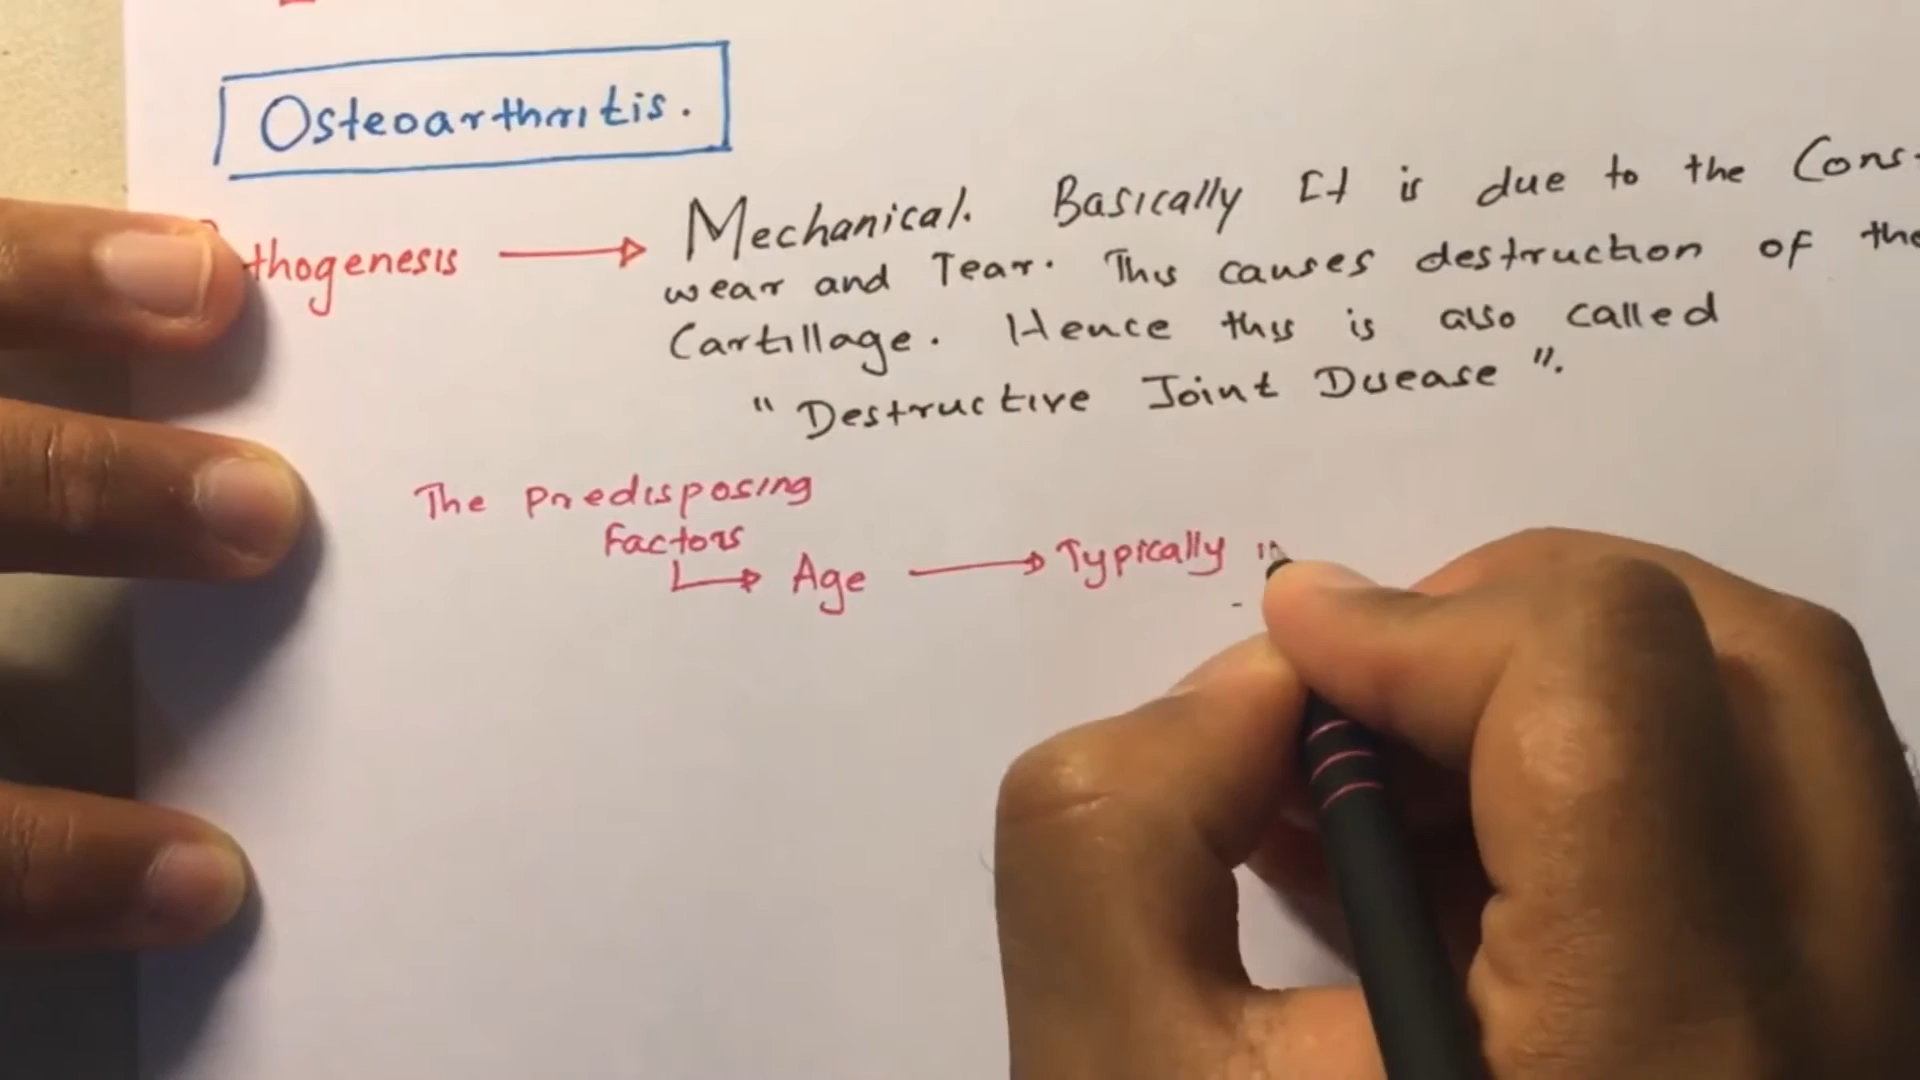 Osteoarthritis.
thogenesis → Mechanical. Basically It is due to the Cons
wear and Tear. This causes destruction of the
Cartillage. Hence this is also called
"Destructive Joint Disease".
The Predisposing
Factors
Age → Typically